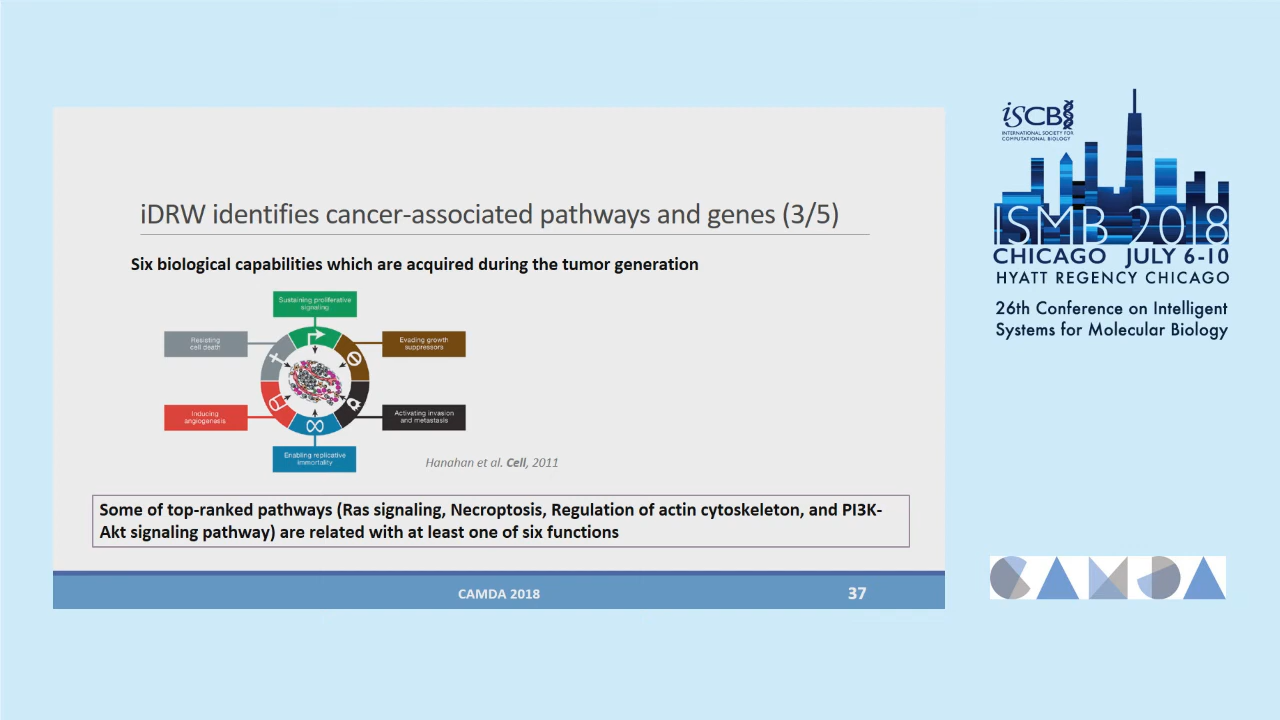 iDRW identifies cancer-associated pathways and genes (3/5)
Six biological capabilities which are acquired during the tumor generation
Sustaining proliferative
signaling
Resisting
cell death
Evading growth
suppressors
Inducing
angiogenesis
Activating invasion
and metastasis
Enabling replicative
immortality
Hanahan et al. Cell, 2011
Some of top-ranked pathways (Ras signaling, Necroptosis, Regulation of actin cytoskeleton, and PI3K-
Akt signaling pathway) are related with at least one of six functions
CAMDA 2018
37
iSCB
INTERNATIONAL SOCIETY FOR
COMPUTATIONAL BIOLOGY
ISMB 2018
CHICAGO JULY 6-10
HYATT REGENCY CHICAGO
26th Conference on Intelligent
Systems for Molecular Biology
CAMDA